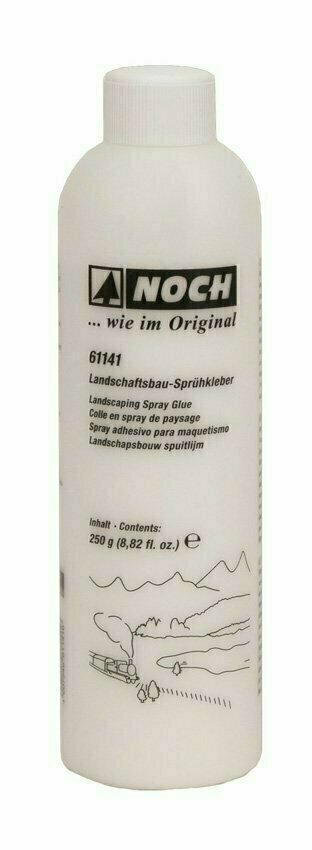 NOCH
... wie im Original
61141
Landschaftsbau-Sprühkleber
Landscaping Spray Glue
Colle en spray de paysage
Spray adhesivo para maquetismo
Landschapsbouw spuitlijm
Inhalt · Contents:
250 g (8,82 fl. oz.) ℮